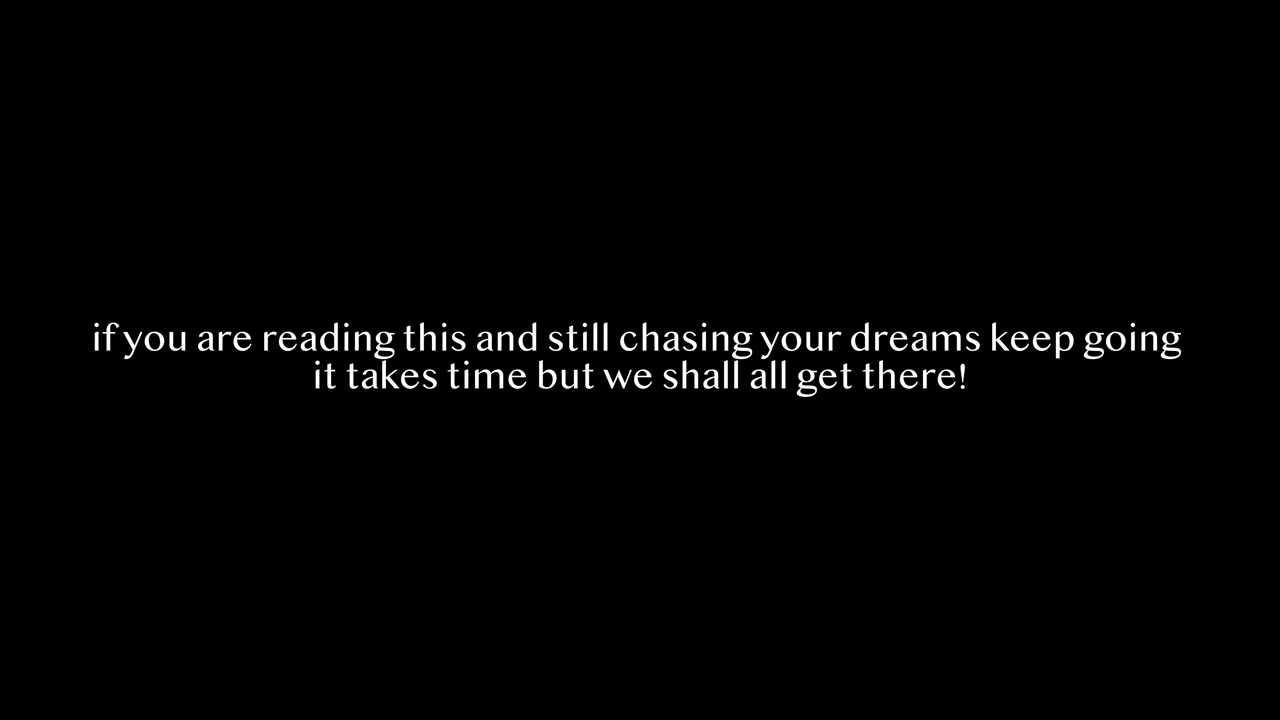 if you are reading this and still chasing your dreams keep going
it takes time but we shall all get there!